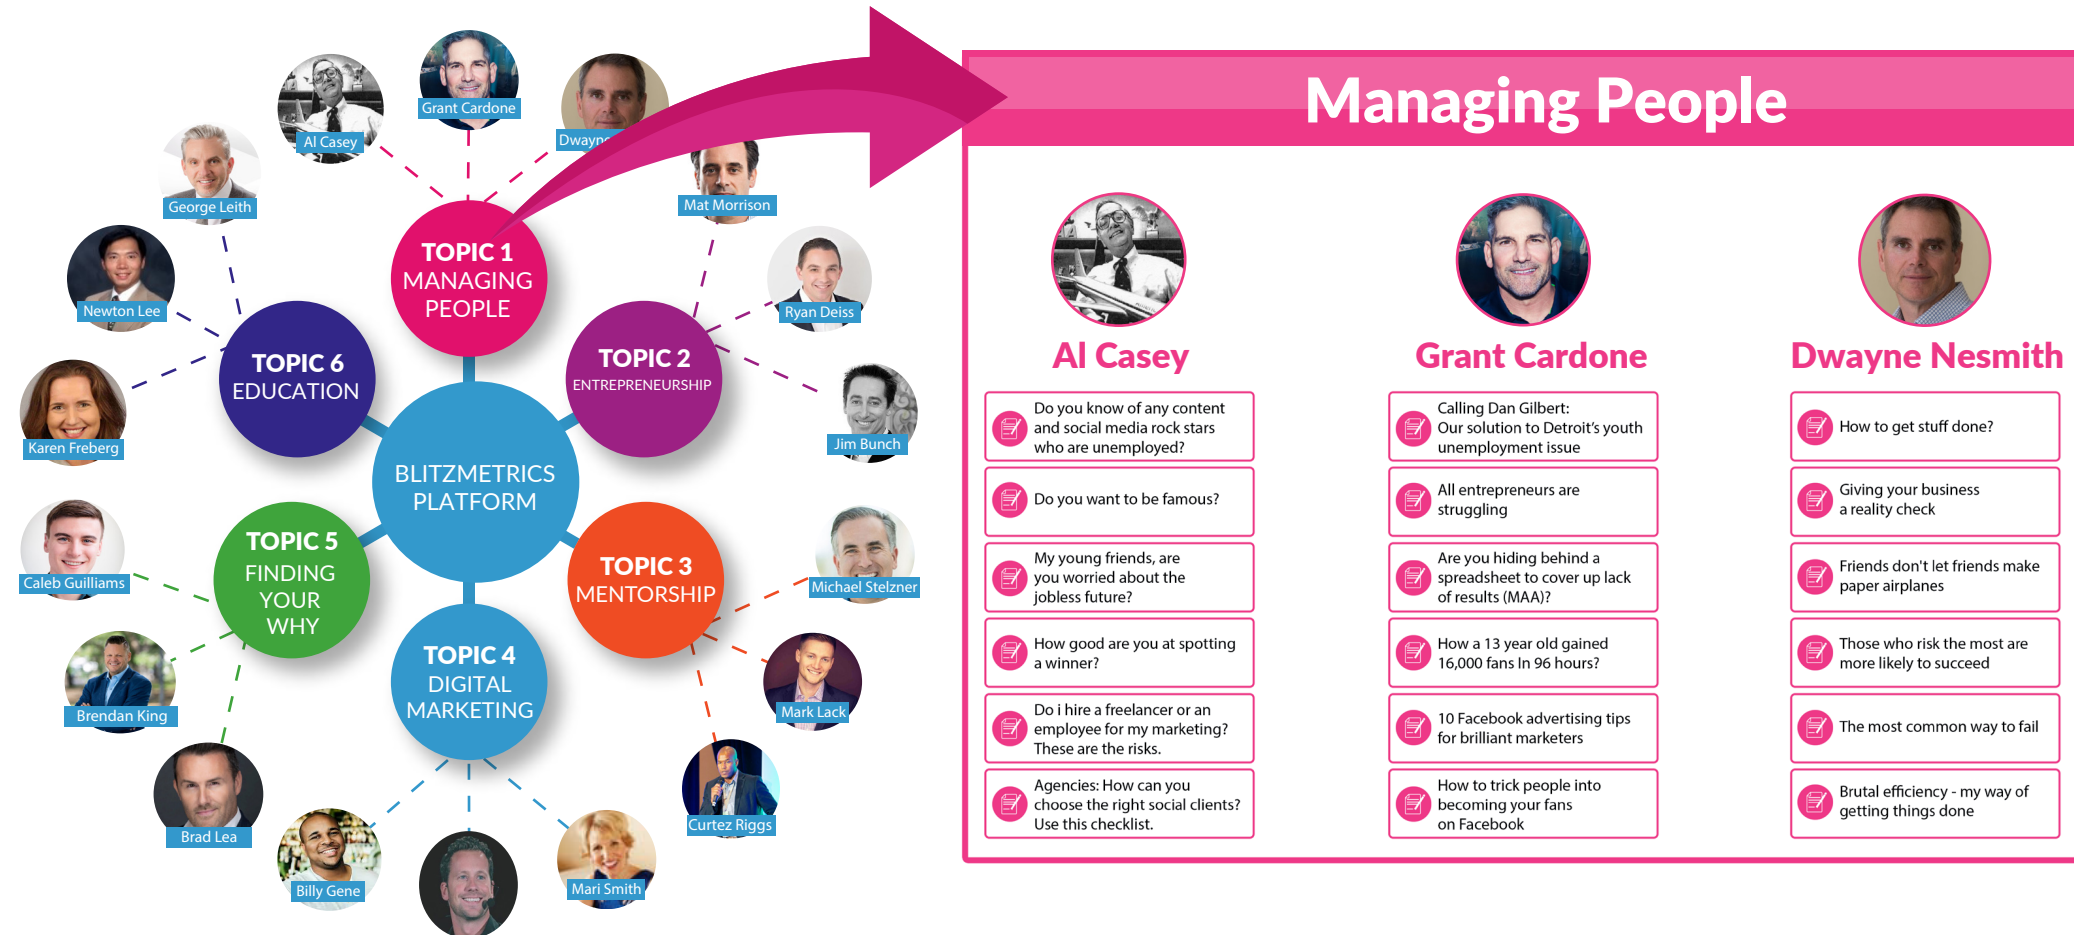 Al Casey
Grant Cardone
Dwayn
Mat Morrison
Ryan Deiss
Jim Bunch
Michael Stelzner
Mark Lack
Curtez Riggs
Mari Smith
Billy Gene
Brad Lea
Brendan King
Caleb Guilliams
Karen Freberg
Newton Lee
George Leith
TOPIC 1
MANAGING
PEOPLE
TOPIC 2
ENTREPRENEURSHIP
TOPIC 3
MENTORSHIP
TOPIC 4
DIGITAL
MARKETING
TOPIC 5
FINDING
YOUR
WHY
TOPIC 6
EDUCATION
BLITZMETRICS
PLATFORM
Managing People
Al Casey
Do you know of any content
and social media rock stars
who are unemployed?
Do you want to be famous?
My young friends, are
you worried about the
jobless future?
How good are you at spotting
a winner?
Do i hire a freelancer or an
employee for my marketing?
These are the risks.
Agencies: How can you
choose the right social clients?
Use this checklist.
Grant Cardone
Calling Dan Gilbert:
Our solution to Detroit's youth
unemployment issue
All entrepreneurs are
struggling
Are you hiding behind a
spreadsheet to cover up lack
of results (MAA)?
How a 13 year old gained
16,000 fans In 96 hours?
10 Facebook advertising tips
for brilliant marketers
How to trick people into
becoming your fans
on Facebook
Dwayne Nesmith
How to get stuff done?
Giving your business
a reality check
Friends don't let friends make
paper airplanes
Those who risk the most are
more likely to succeed
The most common way to fail
Brutal efficiency - my way of
getting things done